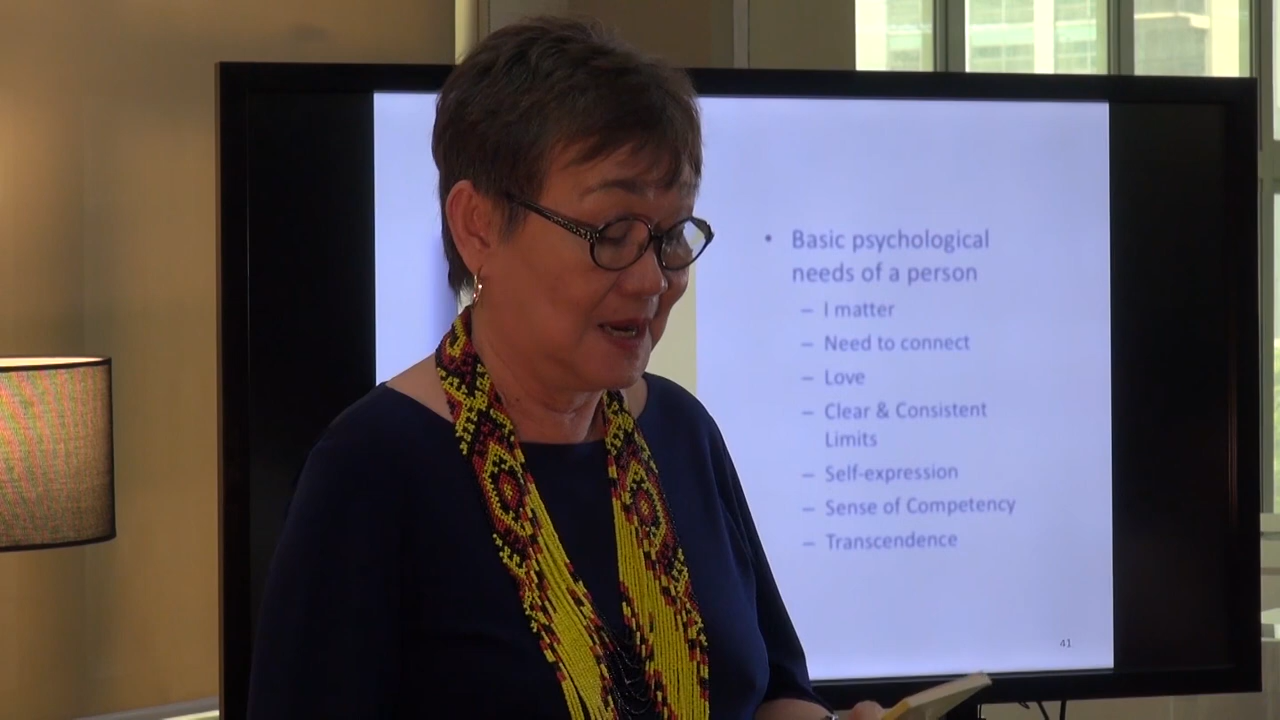 • Basic psychological
needs of a person
– I matter
– Need to connect
– Love
– Clear & Consistent
Limits
– Self-expression
– Sense of Competency
– Transcendence
41